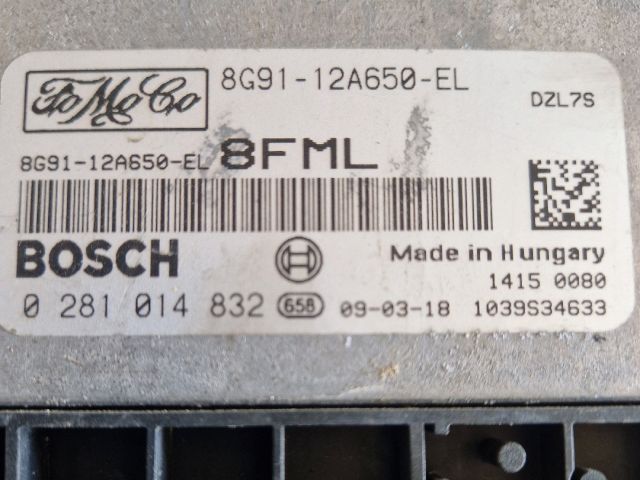 FoMoCo 8G91-12A650-EL
DZL7S
8G91-12A650-EL 8FML
BOSCH Made in Hungary
1415 0080
0 281 014 832 658 09-03-18 1039S34633